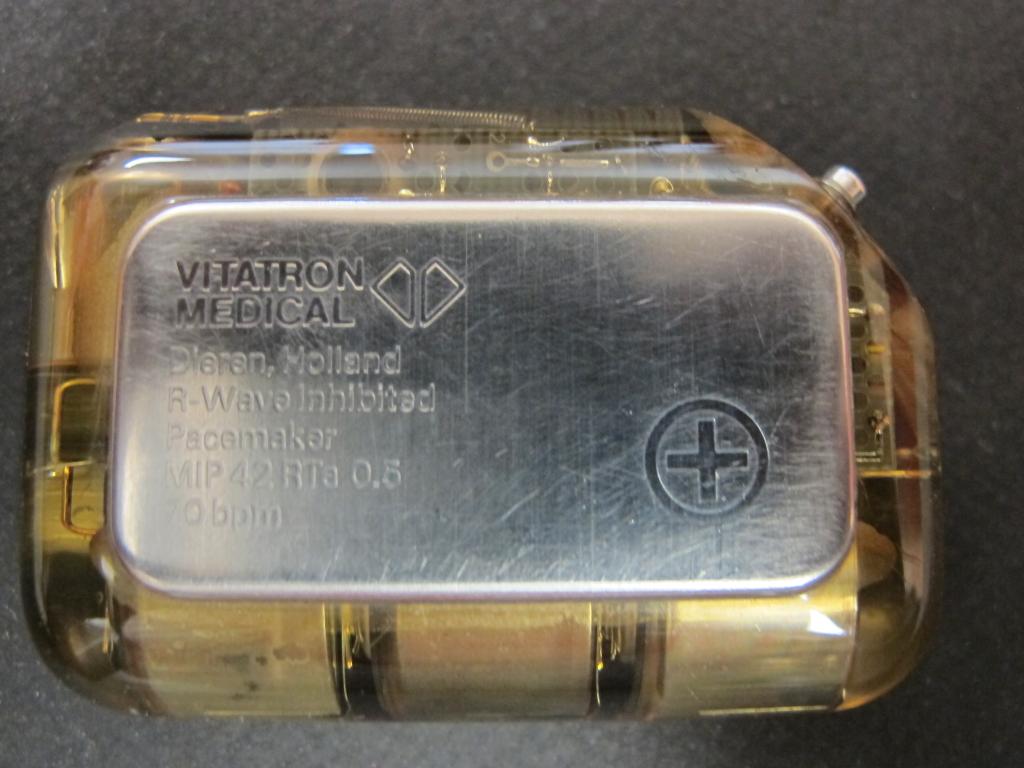 VITATRON
MEDICAL
Dieren, Holland
R-Wave Inhibited
Pacemaker
MIP 42 RTa 0.5
70 bpm